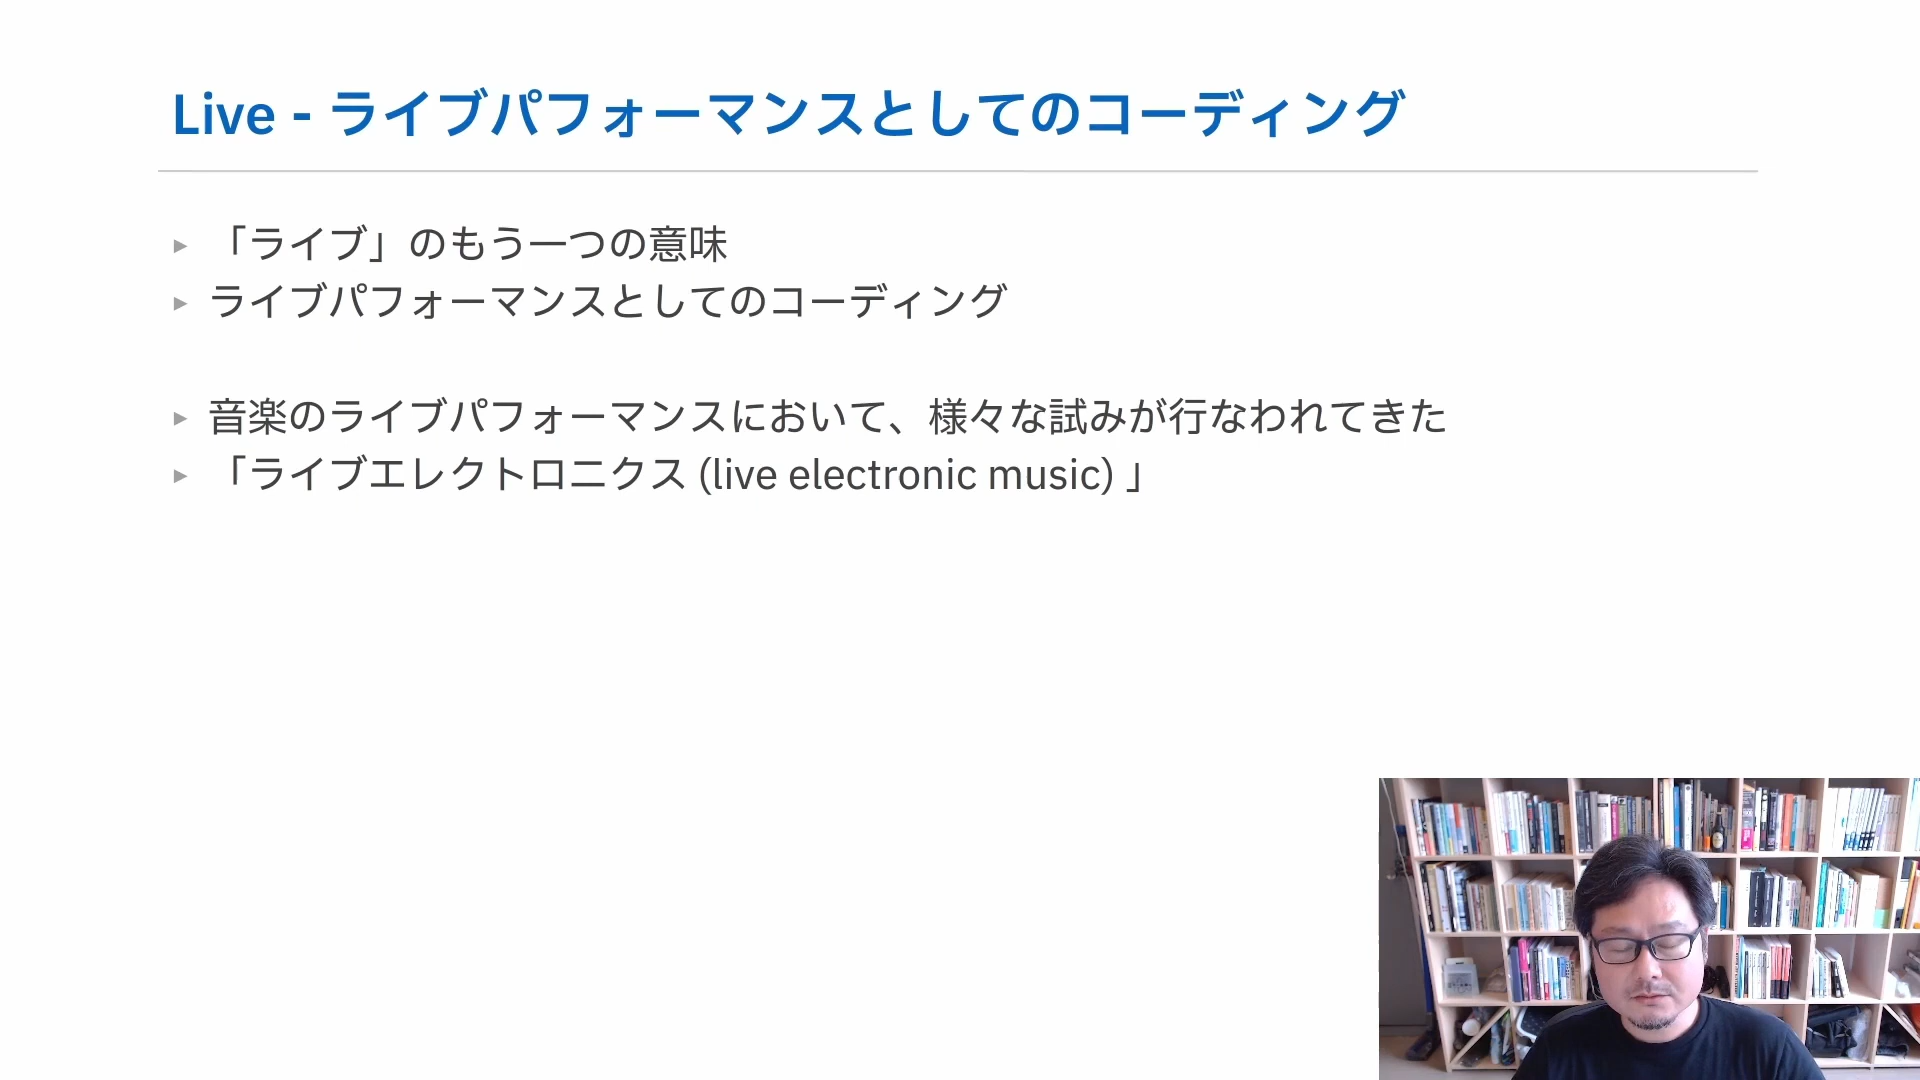 Live - ライブパフォーマンスとしてのコーディング
▸ 「ライブ」のもう一つの意味
▸ ライブパフォーマンスとしてのコーディング
▸ 音楽のライブパフォーマンスにおいて、様々な試みが行なわれてきた
▸ 「ライブエレクトロニクス (live electronic music) 」